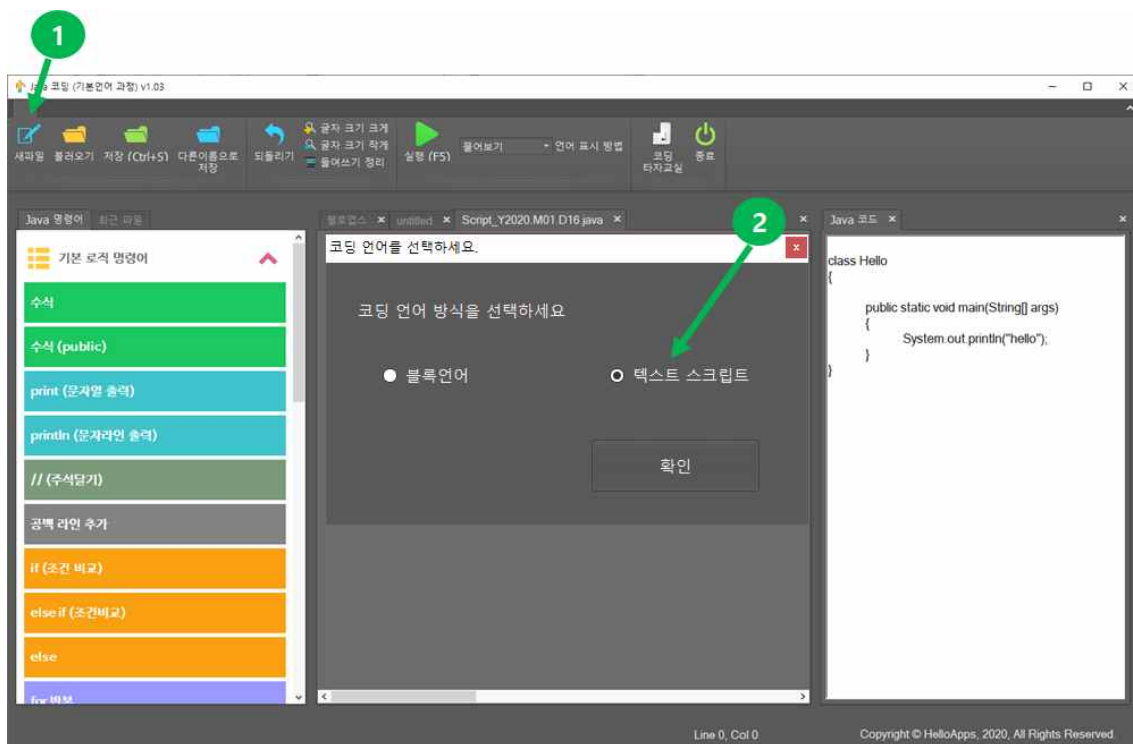 1
Java 코딩 (기본언어 과정) v1.03
새파일
불러오기
저장 (Ctrl+S)
다른이름으로
저장
되돌리기
글자 크기 크게
글자 크기 작게
들여쓰기 정리
실행 (F5)
풀어보기
언어 표시 방법
코딩
타자교실
종료
Java 명령어
최근 파일
헬로앱스
untitled
Script_Y2020.M01.D16.java
2
Java 코드
기본 로직 명령어
수식
수식 (public)
print (문자열 출력)
println (문자라인 출력)
// (주석달기)
공백 라인 추가
if (조건 비교)
else if (조건비교)
else
for 반복
코딩 언어를 선택하세요.
코딩 언어 방식을 선택하세요
블록언어
텍스트 스크립트
확인
class Hello
{
public static void main(String[] args)
{
System.out.println("hello");
}
}
Line 0, Col 0
Copyright © HelloApps, 2020, All Rights Reserved.